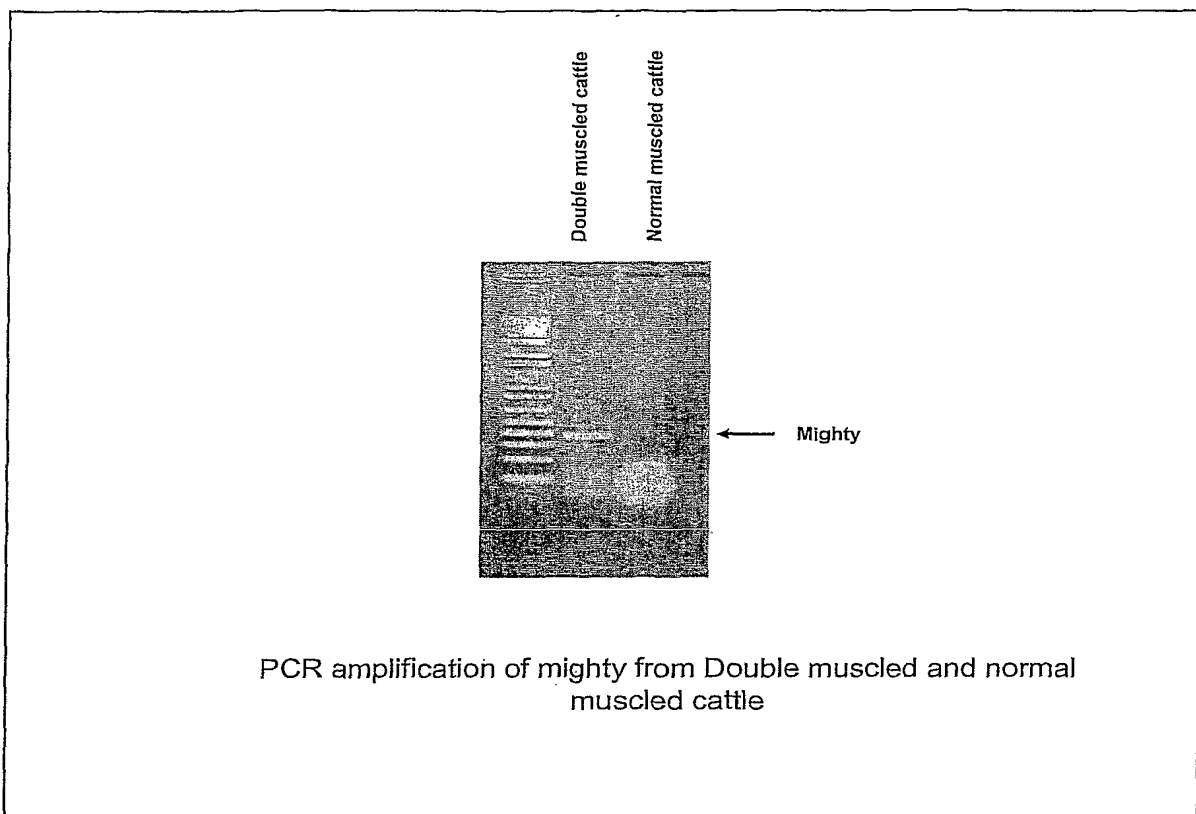 Double muscled cattle
Normal muscled cattle
Mighty
PCR amplification of mighty from Double muscled and normal
muscled cattle